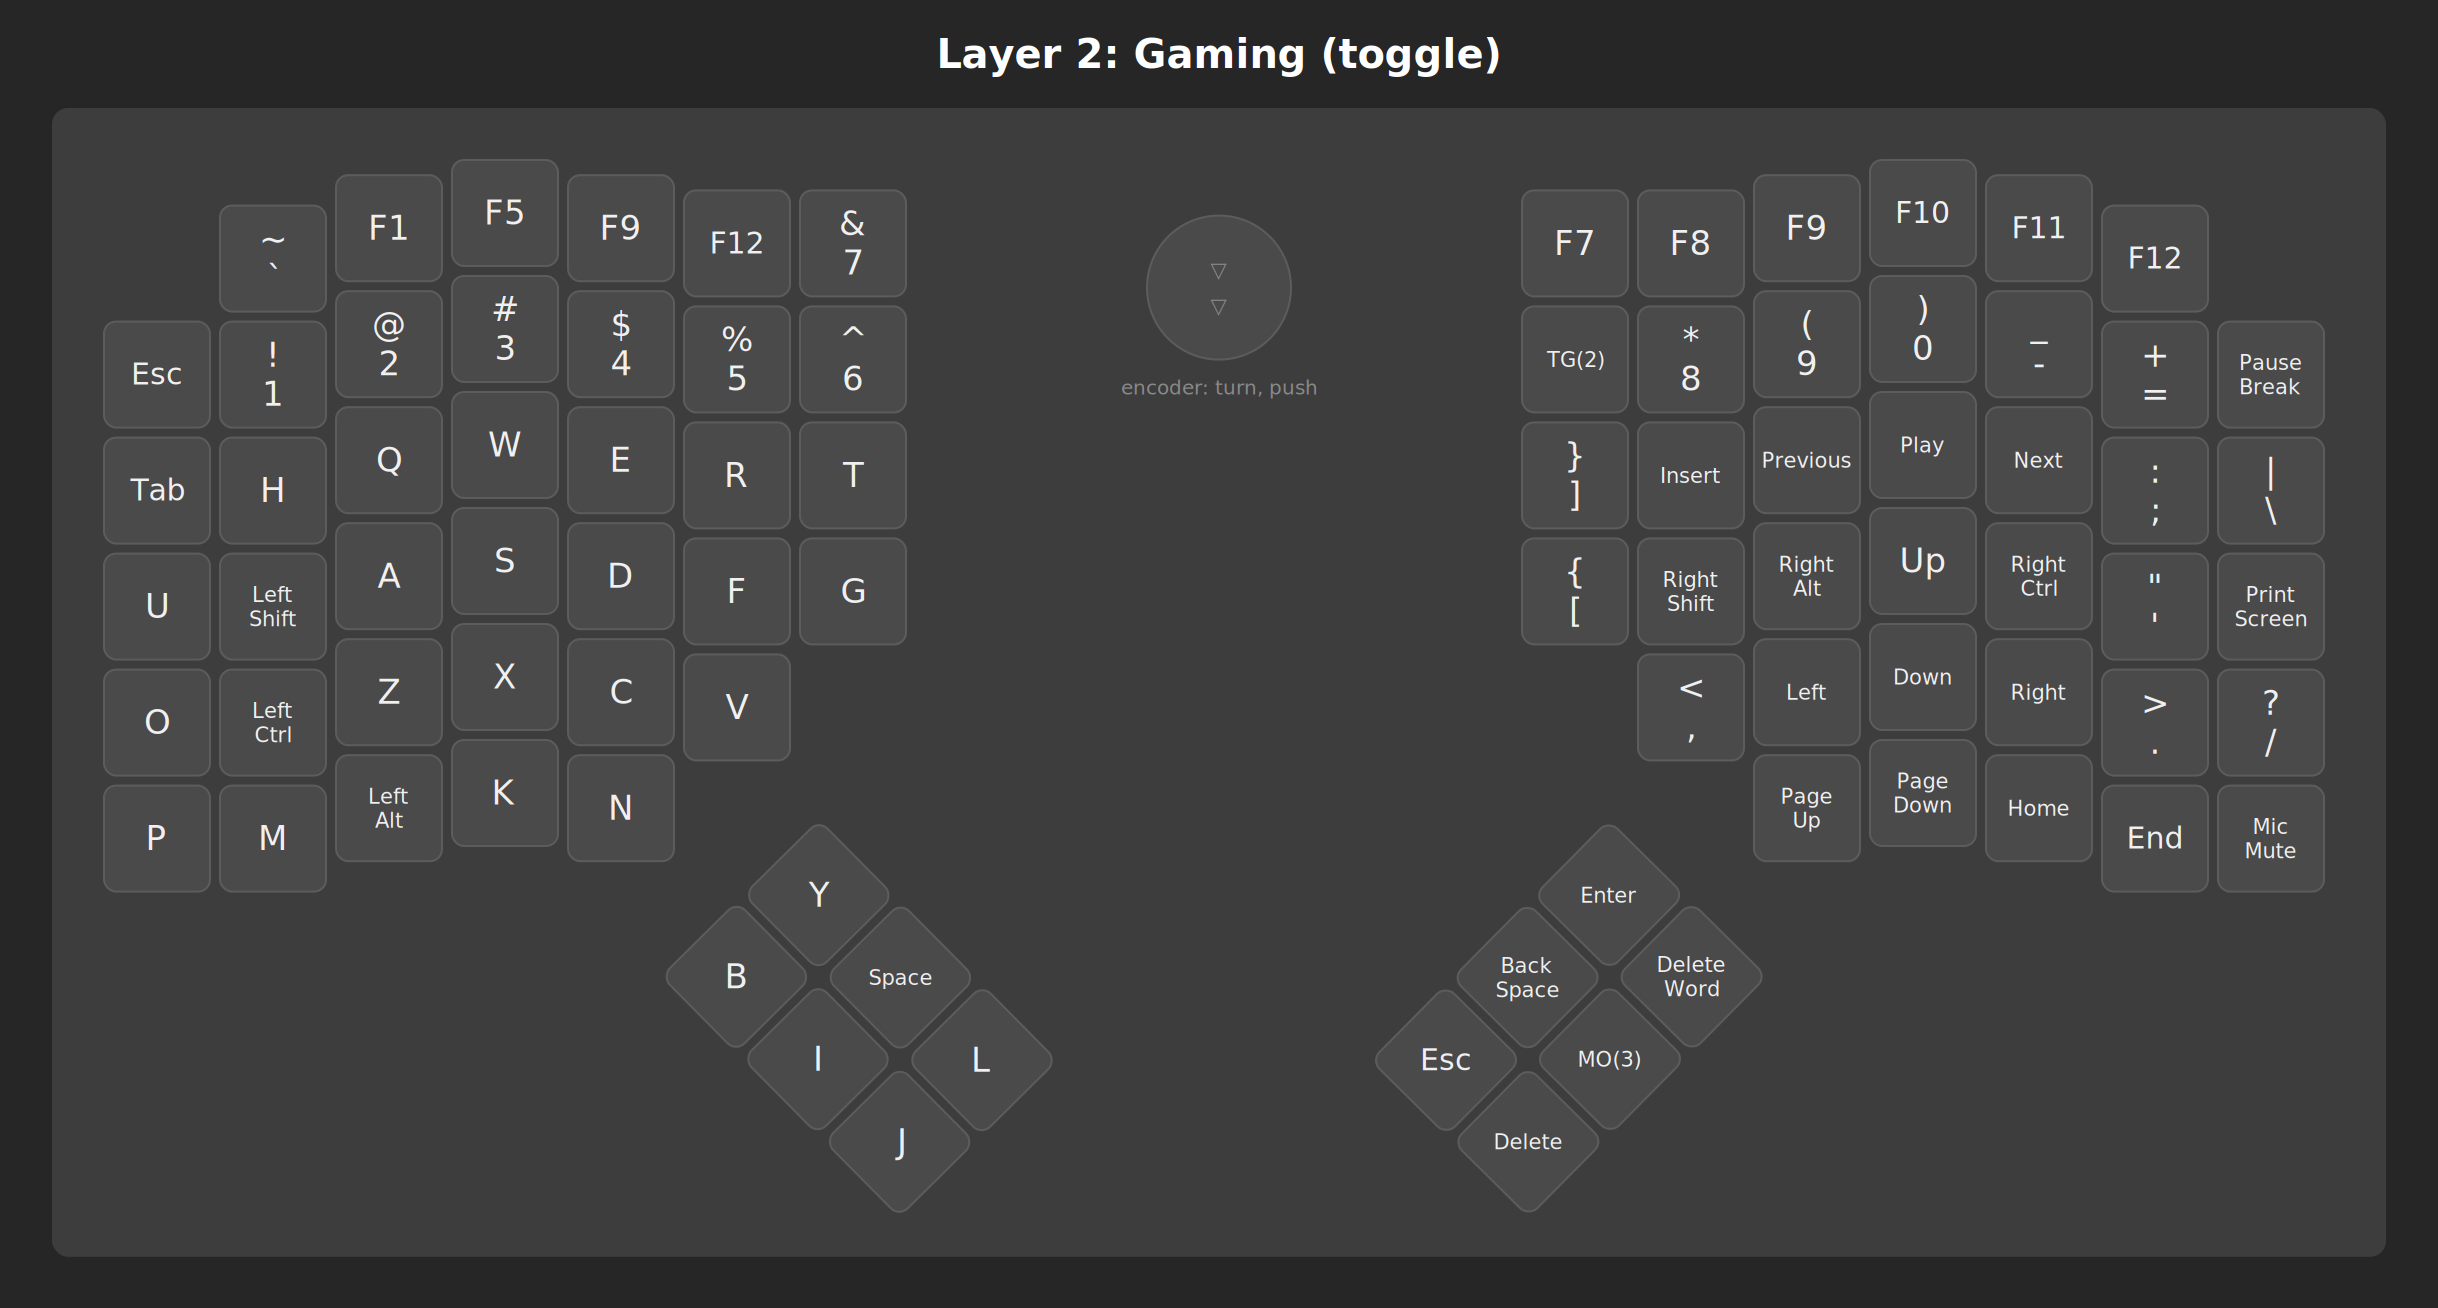 Layer 2: Gaming (toggle)
~
`
F1
F5
F9
F12
&
7
Esc
!
1
@
2
#
3
$
4
%
5
^
6
Tab
H
Q
W
E
R
T
U
Left
Shift
A
S
D
F
G
O
Left
Ctrl
Z
X
C
V
P
M
Left
Alt
K
N
Y
B
Space
I
L
J
▽
▽
encoder: turn, push
F7
F8
F9
F10
F11
F12
TG(2)
*
8
(
9
)
0
_
-
+
=
Pause
Break
}
]
Insert
Previous
Play
Next
:
;
|
\
{
[
Right
Shift
Right
Alt
Up
Right
Ctrl
"
'
Print
Screen
<
,
Left
Down
Right
>
.
?
/
Page
Up
Page
Down
Home
End
Mic
Mute
Enter
Back
Space
Delete
Word
Esc
MO(3)
Delete